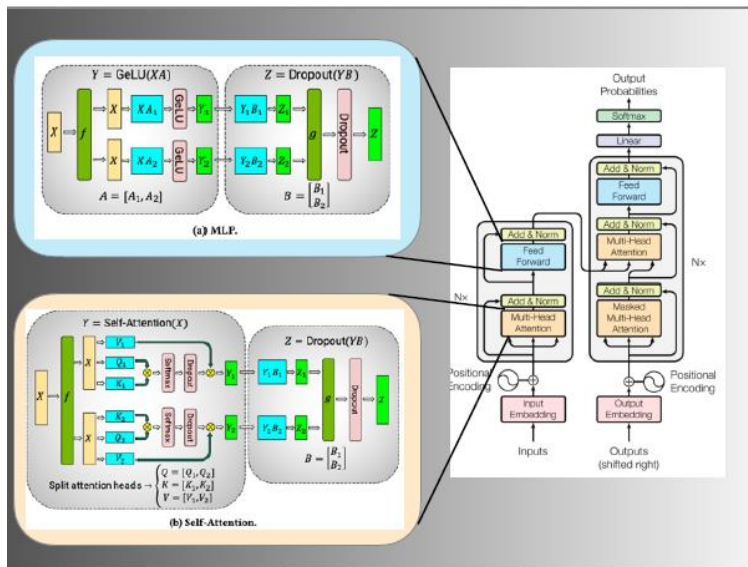 Y = GeLU(XA)
Z = Dropout(YB)
X
f
X
XA₁
GeLU
Y₁
Y₁B₁
Z₁
g
Dropout
Z
X
XA₂
GeLU
Y₂
Y₂B₂
Z₂
A = [A₁, A₂]
B = [B₁
B₂]
(a) MLP.
Y = Self-Attention(X)
Z = Dropout(YB)
X
f
X
V₁
Q₁
K₁
Softmax
Dropout
Y₁
Y₁B₁
Z₁
g
Dropout
Z
X
K₂
Q₂
V₂
Softmax
Dropout
Y₂
Y₂B₂
Z₂
B = [B₁
B₂]
Split attention heads → { Q = [Q₁, Q₂]
K = [K₁, K₂]
V = [V₁, V₂]
(b) Self-Attention.
Output
Probabilities
Softmax
Linear
Add & Norm
Feed
Forward
Add & Norm
Multi-Head
Attention
Add & Norm
Masked
Multi-Head
Attention
N×
Positional
Encoding
Output
Embedding
Outputs
(shifted right)
Add & Norm
Feed
Forward
N×
Add & Norm
Multi-Head
Attention
Positional
Encoding
Input
Embedding
Inputs